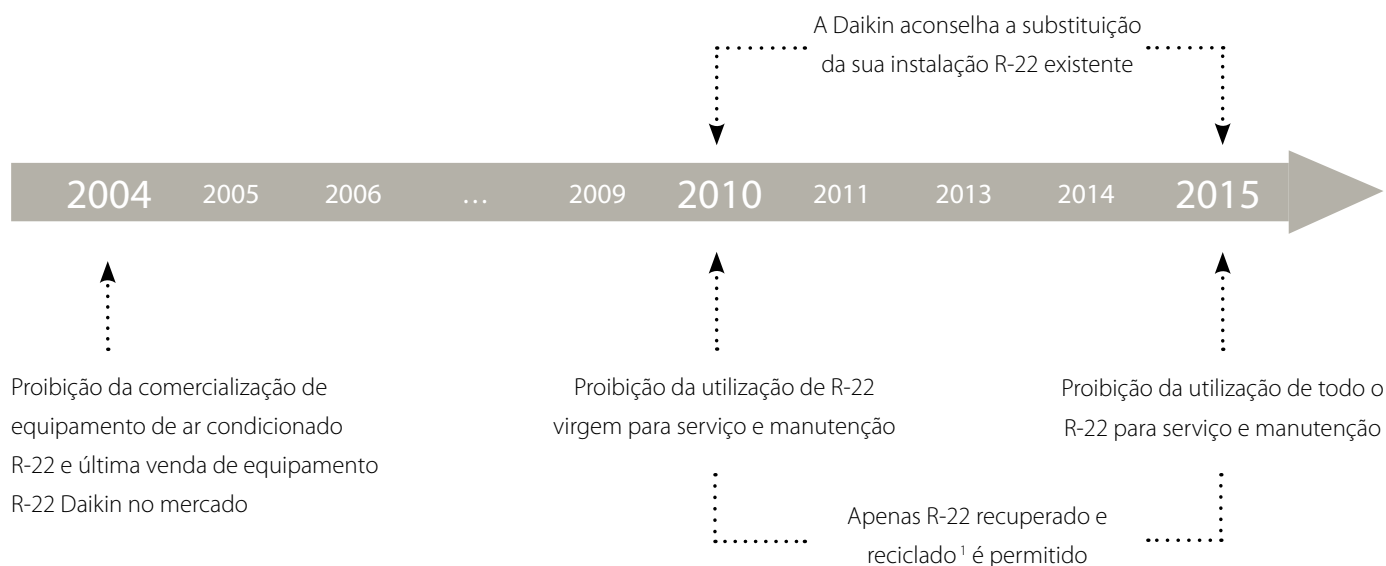 A Daikin aconselha a substituição
da sua instalação R-22 existente
2004 2005 2006 … 2009 2010 2011 2013 2014 2015
Proibição da comercialização de
equipamento de ar condicionado
R-22 e última venda de equipamento
R-22 Daikin no mercado
Proibição da utilização de R-22
virgem para serviço e manutenção
Proibição da utilização de todo o
R-22 para serviço e manutenção
Apenas R-22 recuperado e
reciclado ¹ é permitido